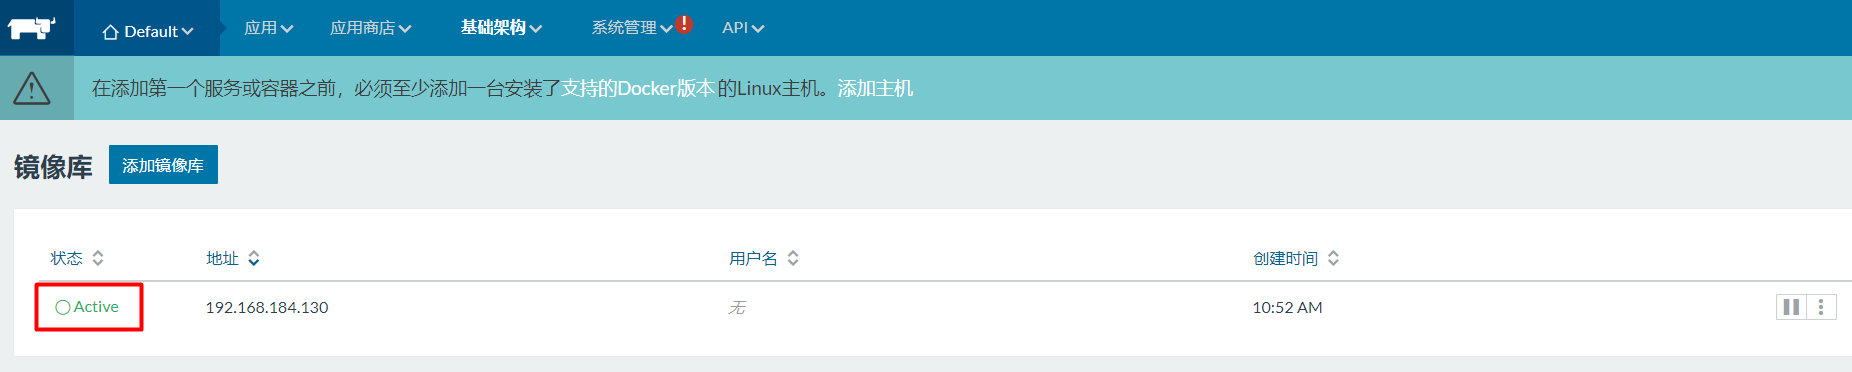 Default 应用 应用商店 基础架构 系统管理 ! API
在添加第一个服务或容器之前，必须至少添加一台安装了支持的Docker版本的Linux主机。添加主机
镜像库 添加镜像库
状态 地址 用户名 创建时间
Active 192.168.184.130 无 10:52 AM